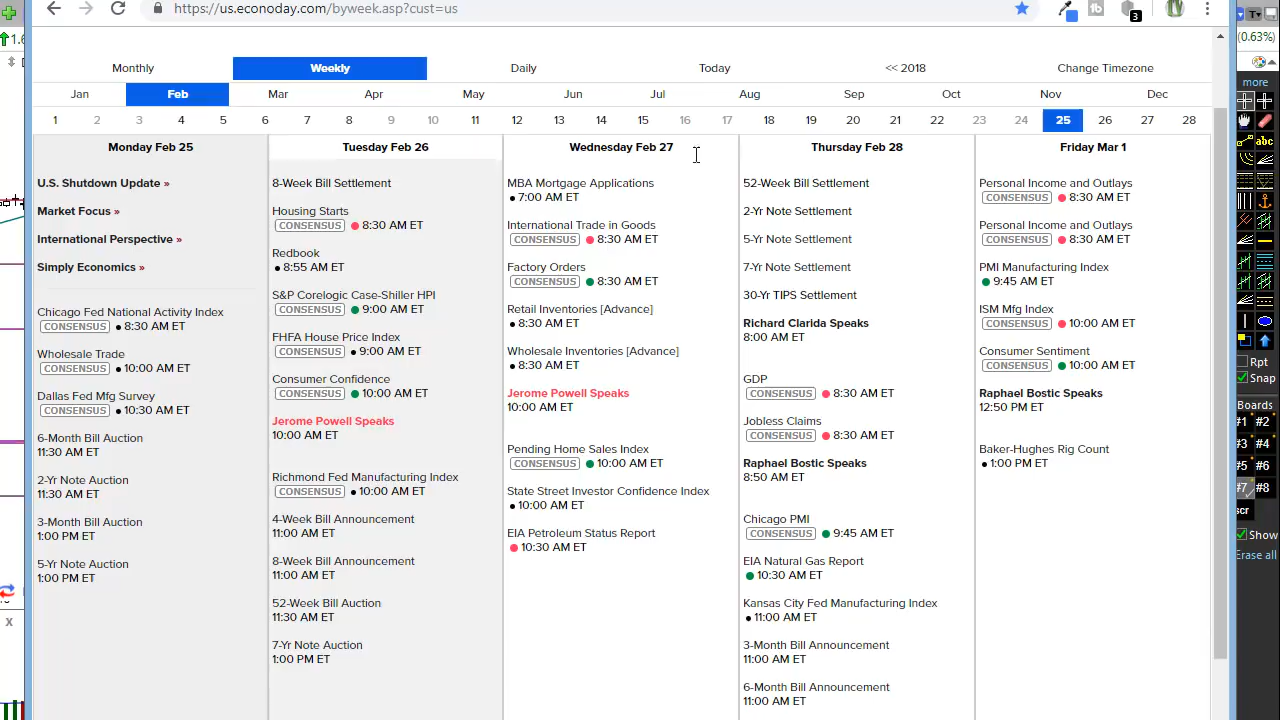 https://us.econoday.com/byweek.asp?cust=us
3
Monthly
Weekly
Daily
Today
<< 2018
Change Timezone
Jan
Feb
Mar
Apr
May
Jun
Jul
Aug
Sep
Oct
Nov
Dec
1 2 3 4 5 6 7 8 9 10 11 12 13 14 15 16 17 18 19 20 21 22 23 24 25 26 27 28
Monday Feb 25
U.S. Shutdown Update »
Market Focus »
International Perspective »
Simply Economics »
Chicago Fed National Activity Index
CONSENSUS 8:30 AM ET
Wholesale Trade
CONSENSUS 10:00 AM ET
Dallas Fed Mfg Survey
CONSENSUS 10:30 AM ET
6-Month Bill Auction
11:30 AM ET
2-Yr Note Auction
11:30 AM ET
3-Month Bill Auction
1:00 PM ET
5-Yr Note Auction
1:00 PM ET
Tuesday Feb 26
8-Week Bill Settlement
Housing Starts
CONSENSUS 8:30 AM ET
Redbook
8:55 AM ET
S&P Corelogic Case-Shiller HPI
CONSENSUS 9:00 AM ET
FHFA House Price Index
CONSENSUS 9:00 AM ET
Consumer Confidence
CONSENSUS 10:00 AM ET
Jerome Powell Speaks
10:00 AM ET
Richmond Fed Manufacturing Index
CONSENSUS 10:00 AM ET
4-Week Bill Announcement
11:00 AM ET
8-Week Bill Announcement
11:00 AM ET
52-Week Bill Auction
11:30 AM ET
7-Yr Note Auction
1:00 PM ET
Wednesday Feb 27
MBA Mortgage Applications
7:00 AM ET
International Trade in Goods
CONSENSUS 8:30 AM ET
Factory Orders
CONSENSUS 8:30 AM ET
Retail Inventories [Advance]
8:30 AM ET
Wholesale Inventories [Advance]
8:30 AM ET
Jerome Powell Speaks
10:00 AM ET
Pending Home Sales Index
CONSENSUS 10:00 AM ET
State Street Investor Confidence Index
10:00 AM ET
EIA Petroleum Status Report
10:30 AM ET
Thursday Feb 28
52-Week Bill Settlement
2-Yr Note Settlement
5-Yr Note Settlement
7-Yr Note Settlement
30-Yr TIPS Settlement
Richard Clarida Speaks
8:00 AM ET
GDP
CONSENSUS 8:30 AM ET
Jobless Claims
CONSENSUS 8:30 AM ET
Raphael Bostic Speaks
8:50 AM ET
Chicago PMI
CONSENSUS 9:45 AM ET
EIA Natural Gas Report
10:30 AM ET
Kansas City Fed Manufacturing Index
11:00 AM ET
3-Month Bill Announcement
11:00 AM ET
6-Month Bill Announcement
11:00 AM ET
Friday Mar 1
Personal Income and Outlays
CONSENSUS 8:30 AM ET
Personal Income and Outlays
CONSENSUS 8:30 AM ET
PMI Manufacturing Index
9:45 AM ET
ISM Mfg Index
CONSENSUS 10:00 AM ET
Consumer Sentiment
CONSENSUS 10:00 AM ET
Raphael Bostic Speaks
12:50 PM ET
Baker-Hughes Rig Count
1:00 PM ET
(0.63%)
more
abc
Rpt
Snap
Boards
#1 #2
#3 #4
#5 #6
#7 #8
scr
Show
Erase all